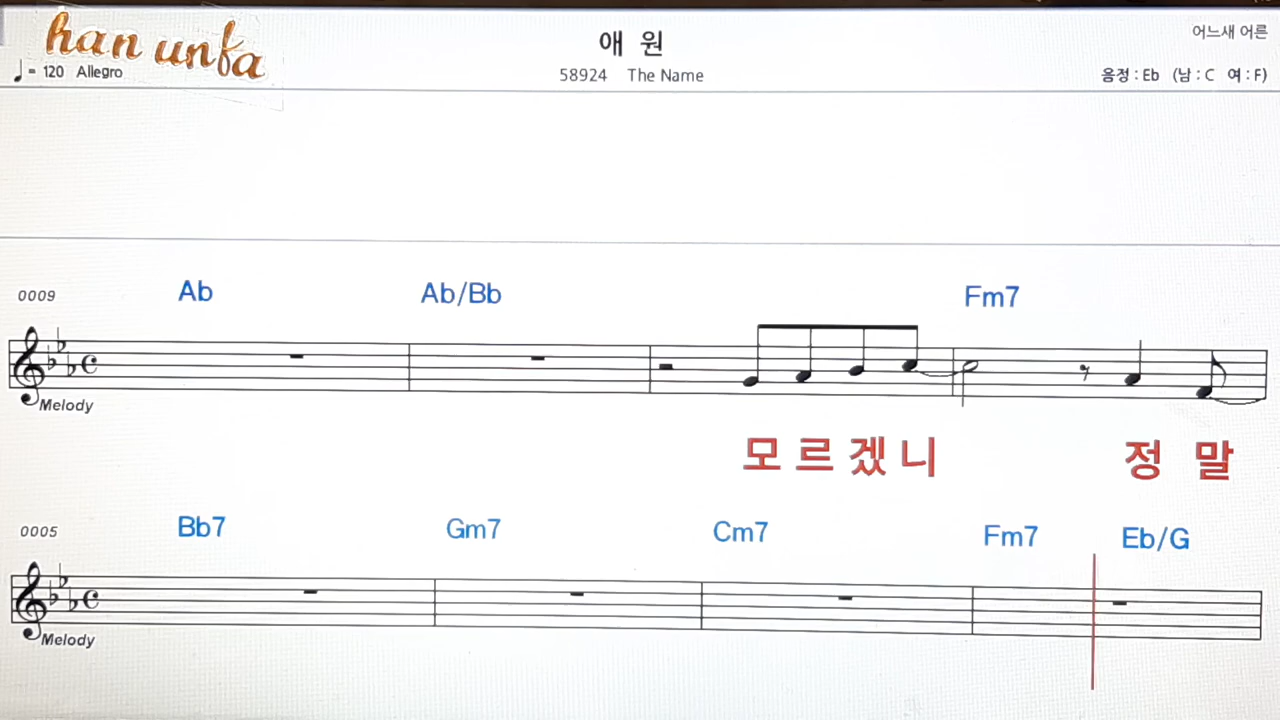 han unfa
애 원
어느새 어른
♩= 120 Allegro
58924 The Name
음정 : Eb (남 : C 여 : F)
0009 Ab Ab/Bb Fm7
Melody
모 르 겠 니 정 말
0005 Bb7 Gm7 Cm7 Fm7 Eb/G
Melody